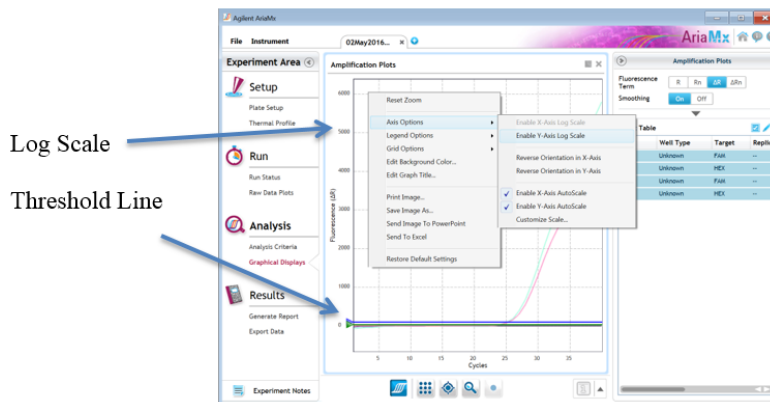 Agilent AriaMx
File Instrument
02May2016... x
AriaMx
Experiment Area
Setup
Plate Setup
Thermal Profile
Run
Run Status
Raw Data Plots
Analysis
Analysis Criteria
Graphical Displays
Results
Generate Report
Export Data
Experiment Notes
Log Scale
Threshold Line
Amplification Plots
6000
5000
4000
3000
2000
1000
0
Fluorescence (ΔR)
5 10 15 20 25 30 35
Cycles
Reset Zoom
Axis Options
Legend Options
Grid Options
Edit Background Color...
Edit Graph Title...
Print Image...
Save Image As...
Send Image To PowerPoint
Send To Excel
Restore Default Settings
Enable X-Axis Log Scale
Enable Y-Axis Log Scale
Reverse Orientation in X-Axis
Reverse Orientation in Y-Axis
Enable X-Axis AutoScale
Enable Y-Axis AutoScale
Customize Scale...
Amplification Plots
Fluorescence
Term
R Rn ΔR ΔRn
Smoothing On Off
Table
Well Type Target Replic
Unknown FAM --
Unknown HEX --
Unknown FAM --
Unknown HEX --